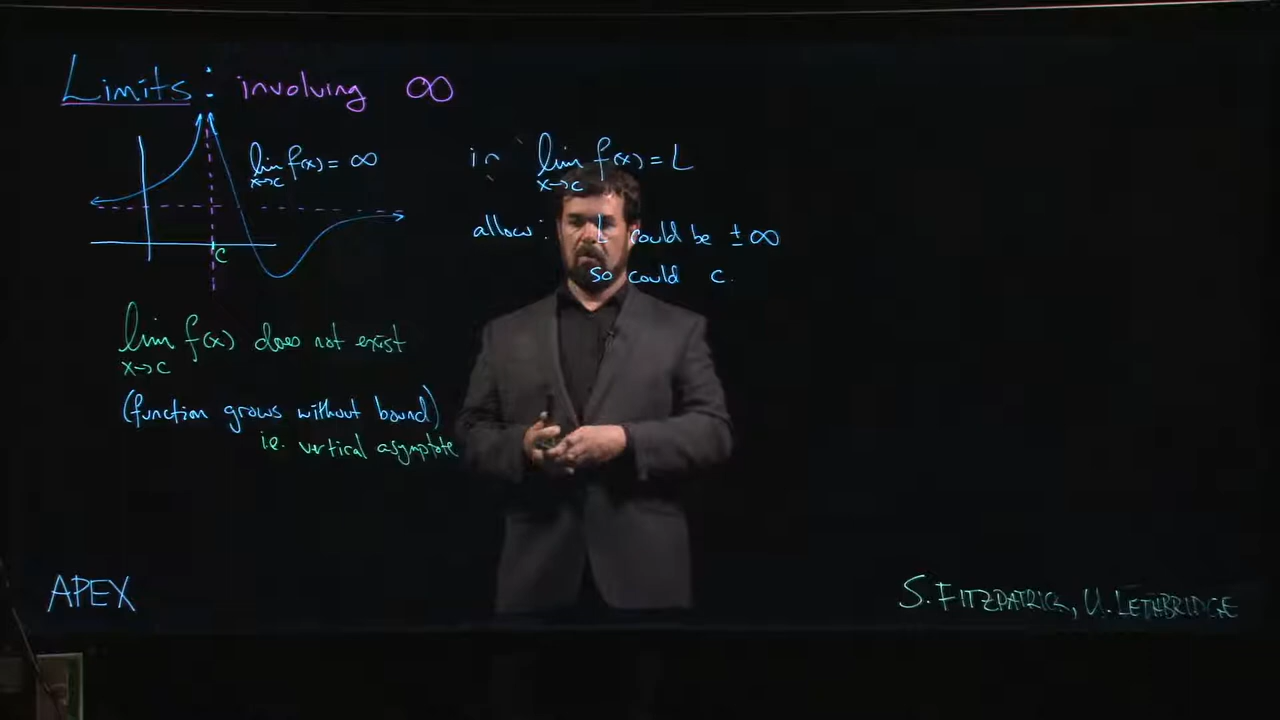 Limits: involving ∞
lim f(x) = ∞
x→c
c
lim f(x) does not exist
x→c
(function grows without bound)
i.e. vertical asymptote
in lim f(x) = L
x→c
allow: L could be ± ∞
so could c.
APEX
S. FITZPATRICK, U. LETHBRIDGE